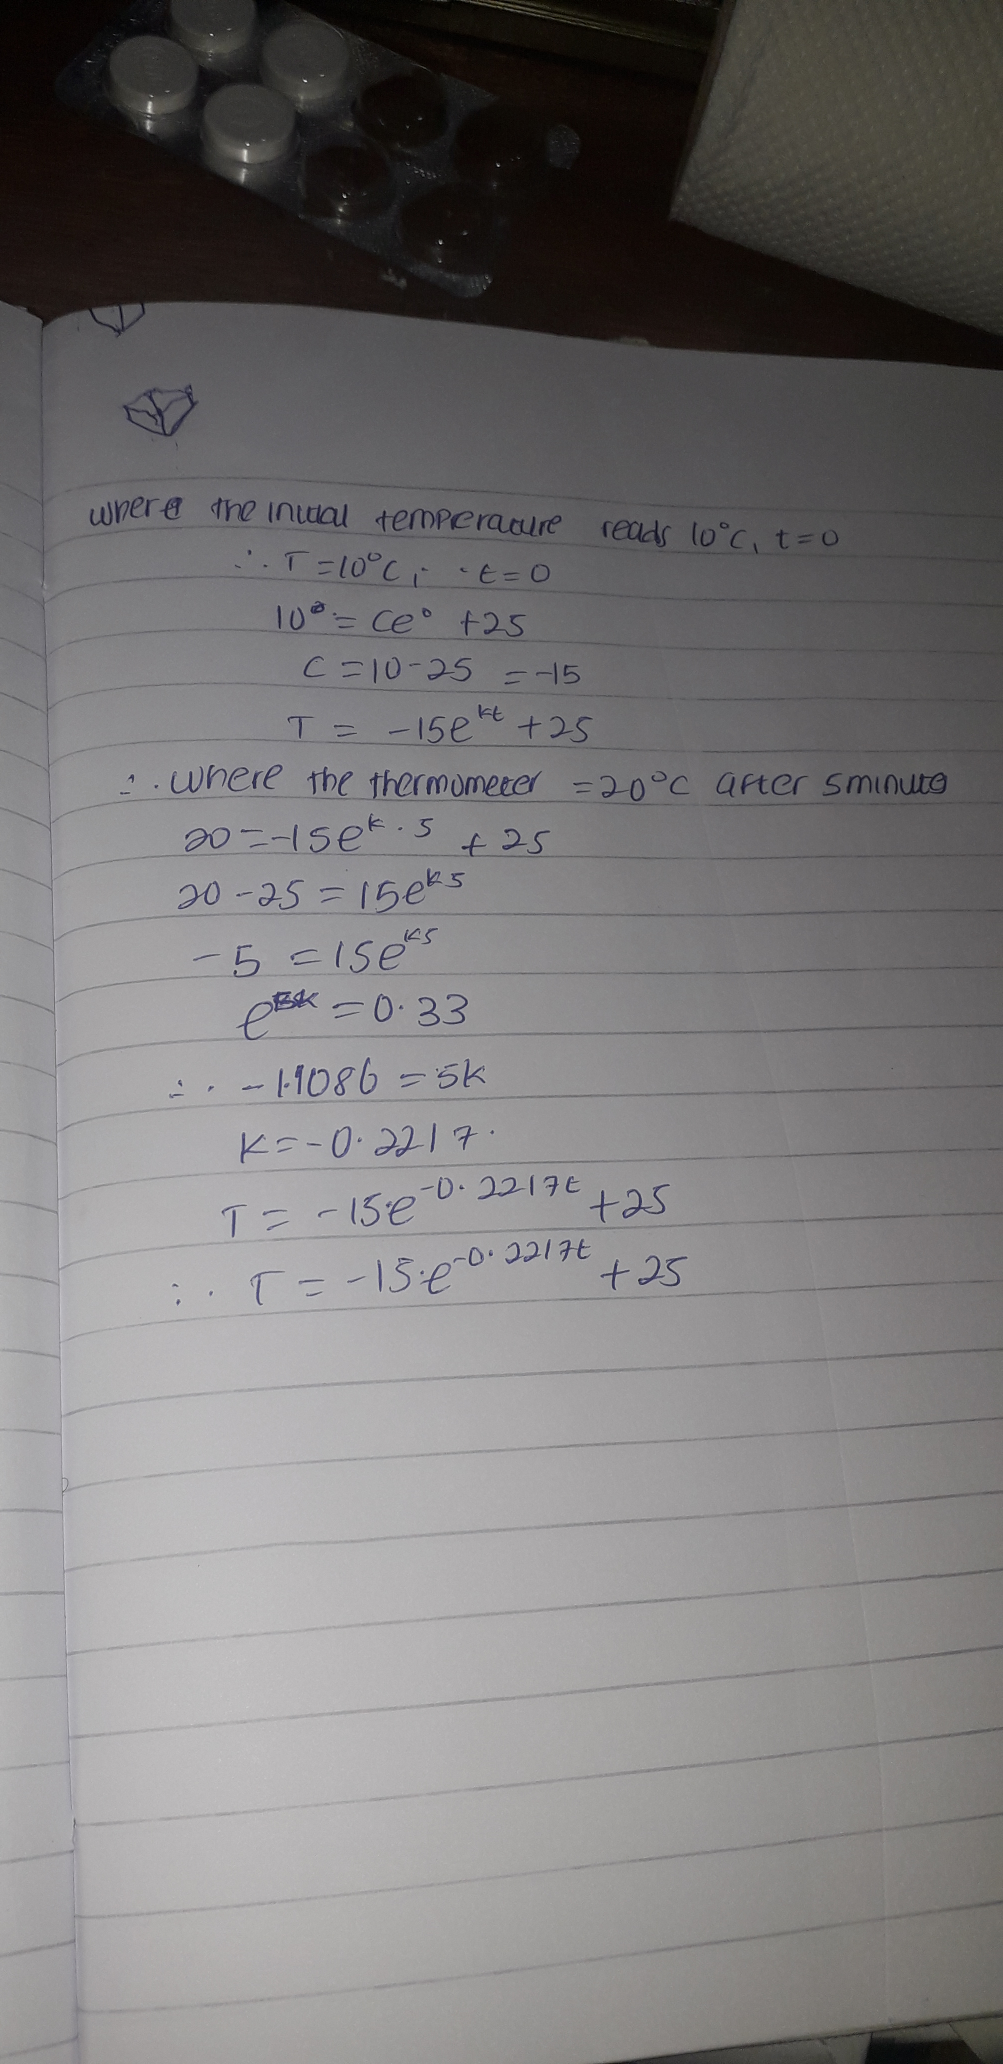 where the initial temperature reads 10°C, t=0
∴ T=10°C, t=0
10° = Ce° +25
C =10-25 = -15
T = -15e^kt +25
∴ where the thermometer =20°C after 5minute
20=-15e^k.5 + 25
20-25 = 15e^k5
-5 = 15e^k5
e^5k = 0.33
∴ -1.1086 = 5K
K=-0.2217.
T = -15e^-0.2217t +25
∴ T = -15.e^-0.2217t +25